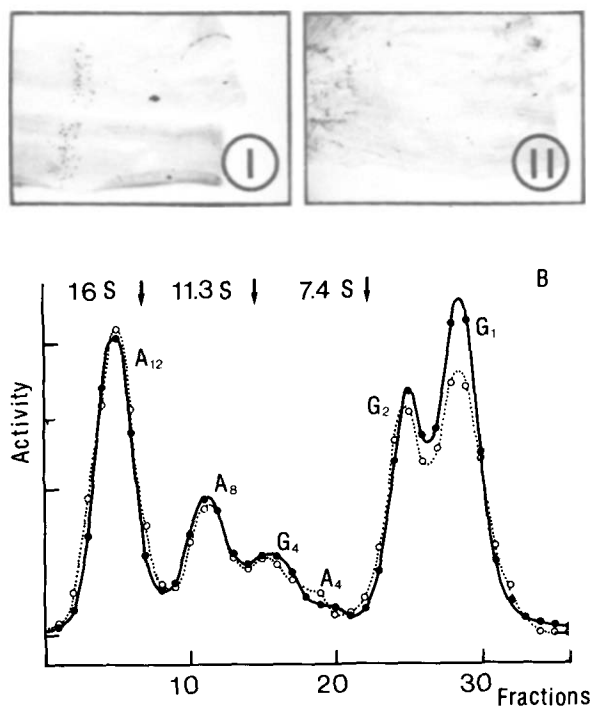 I
II
16 S 11.3 S 7.4 S B
A12
G1
G2
A8
G4
A4
Activity
10 20 30
Fractions